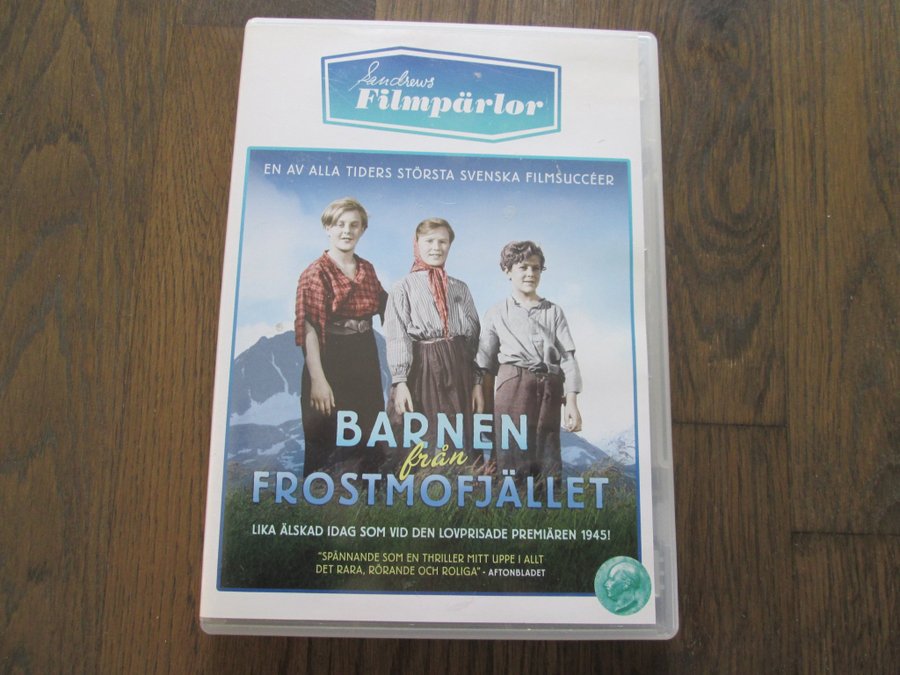 Sandrews
Filmpärlor
EN AV ALLA TIDERS STÖRSTA SVENSKA FILMSUCCÉER
BARNEN
från
FROSTMOFJÄLLET
LIKA ÄLSKAD IDAG SOM VID DEN LOVPRISADE PREMIÄREN 1945!
"SPÄNNANDE SOM EN THRILLER MITT UPPE I ALLT
DET RARA, RÖRANDE OCH ROLIGA" - AFTONBLADET